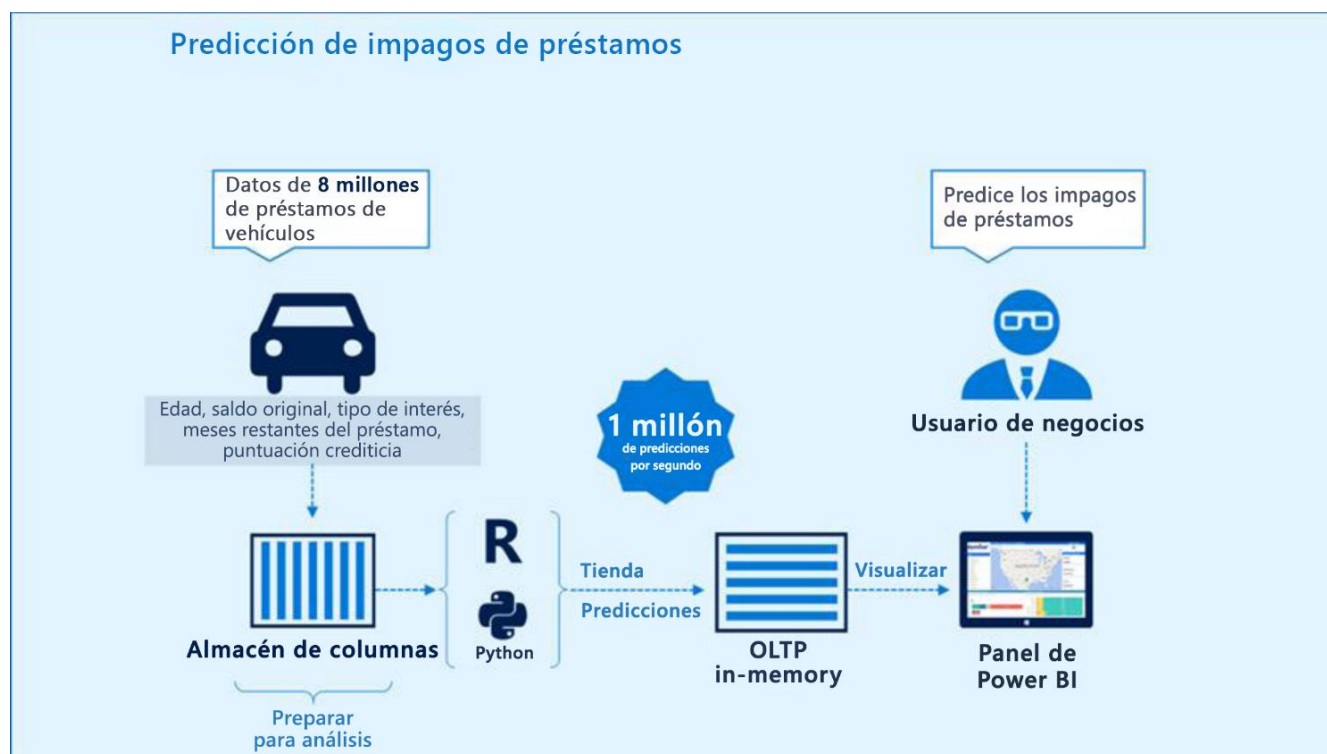 Predicción de impagos de préstamos
Datos de 8 millones
de préstamos de
vehículos
Predice los impagos
de préstamos
Edad, saldo original, tipo de interés,
meses restantes del préstamo,
puntuación crediticia
1 millón
de predicciones
por segundo
Usuario de negocios
R
Python
Tienda
Predicciones
Visualizar
Almacén de columnas
OLTP
in-memory
Panel de
Power BI
Preparar
para análisis